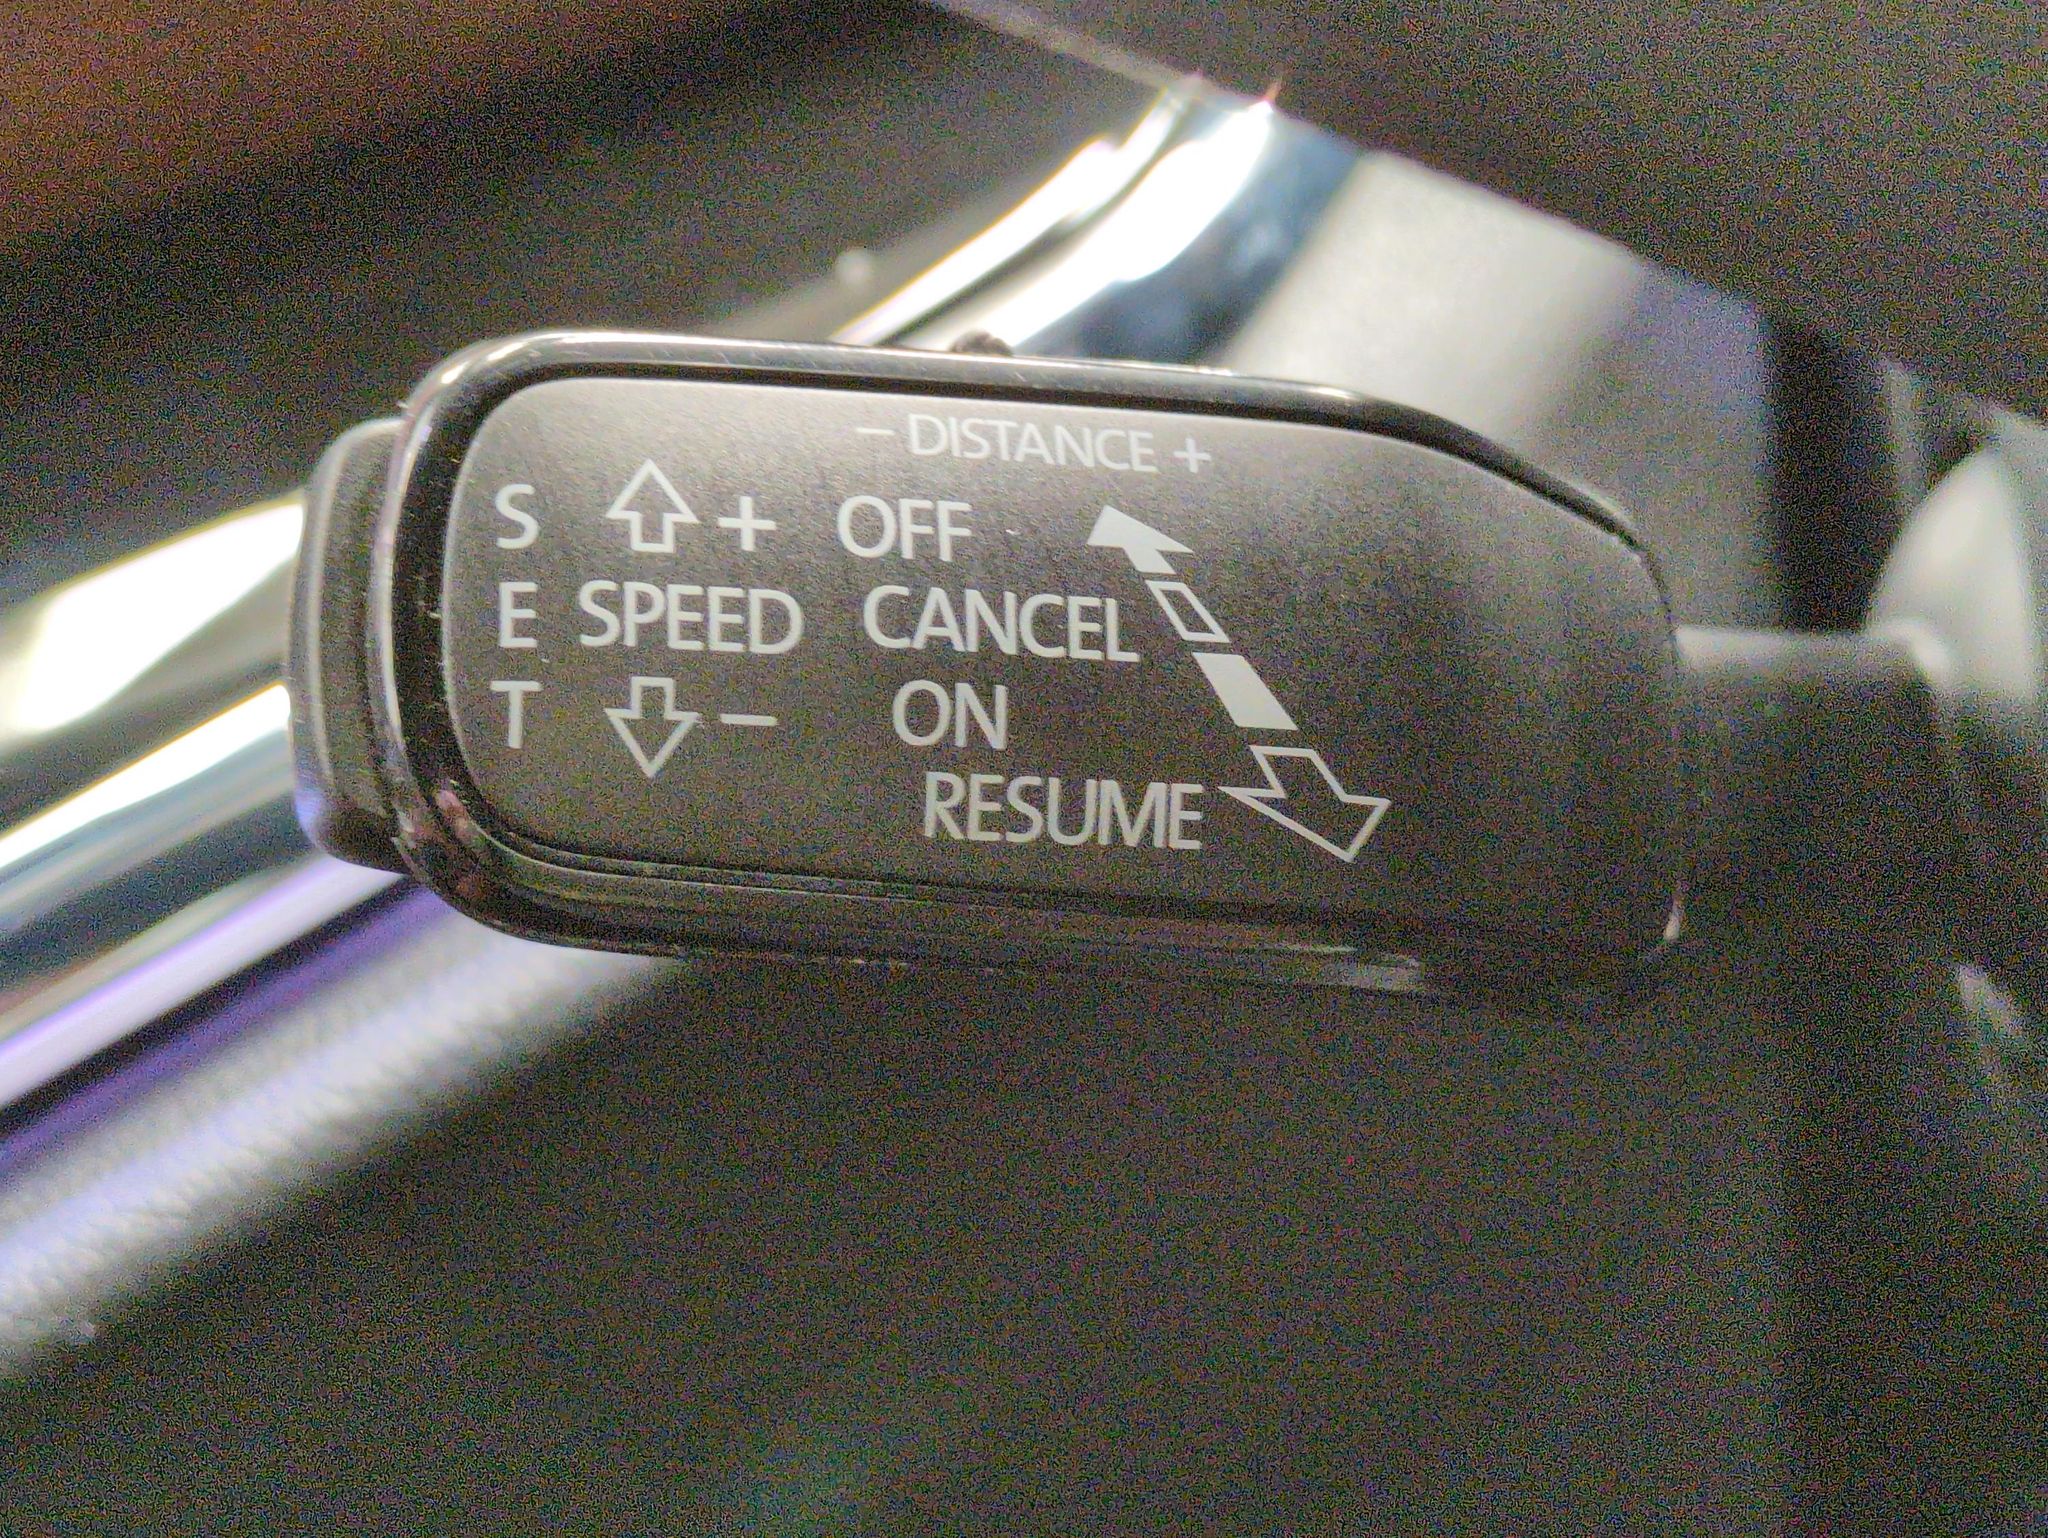 − DISTANCE +
S + OFF
E SPEED CANCEL
T − ON
RESUME